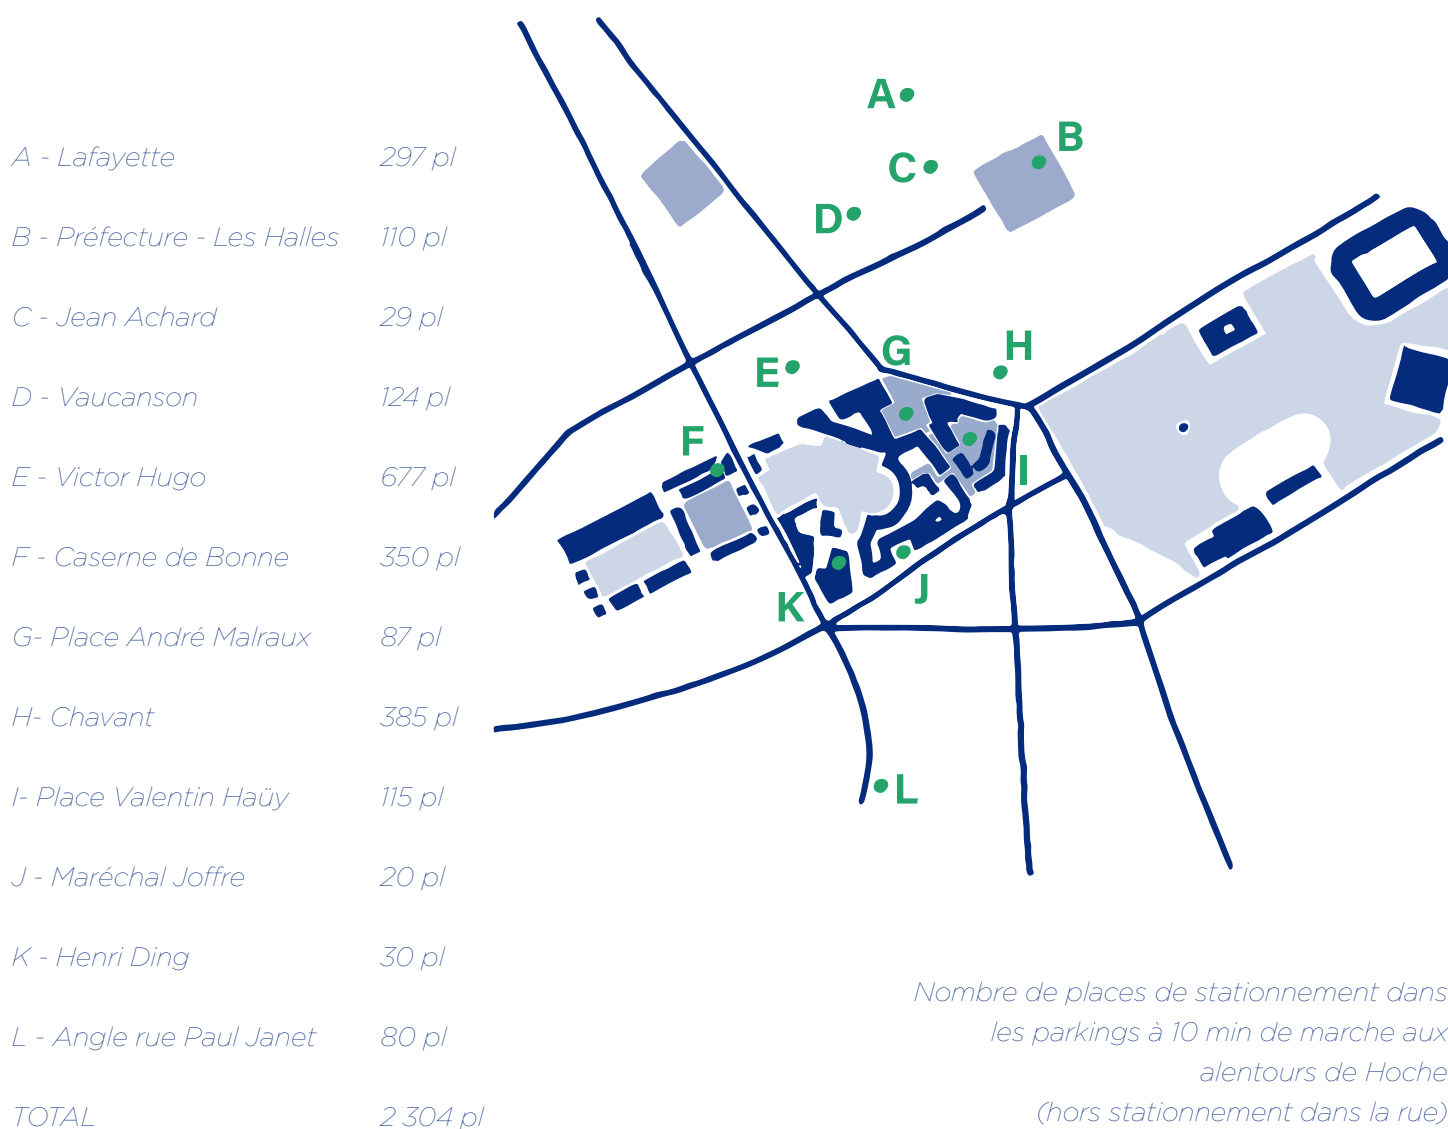 A - Lafayette 297 pl
B - Préfecture - Les Halles 110 pl
C - Jean Achard 29 pl
D - Vaucanson 124 pl
E - Victor Hugo 677 pl
F - Caserne de Bonne 350 pl
G- Place André Malraux 87 pl
H- Chavant 385 pl
I- Place Valentin Haüy 115 pl
J - Maréchal Joffre 20 pl
K - Henri Ding 30 pl
L - Angle rue Paul Janet 80 pl
TOTAL 2 304 pl
A
B
C
D
E
G
H
F
I
J
K
L
Nombre de places de stationnement dans
les parkings à 10 min de marche aux
alentours de Hoche
(hors stationnement dans la rue)